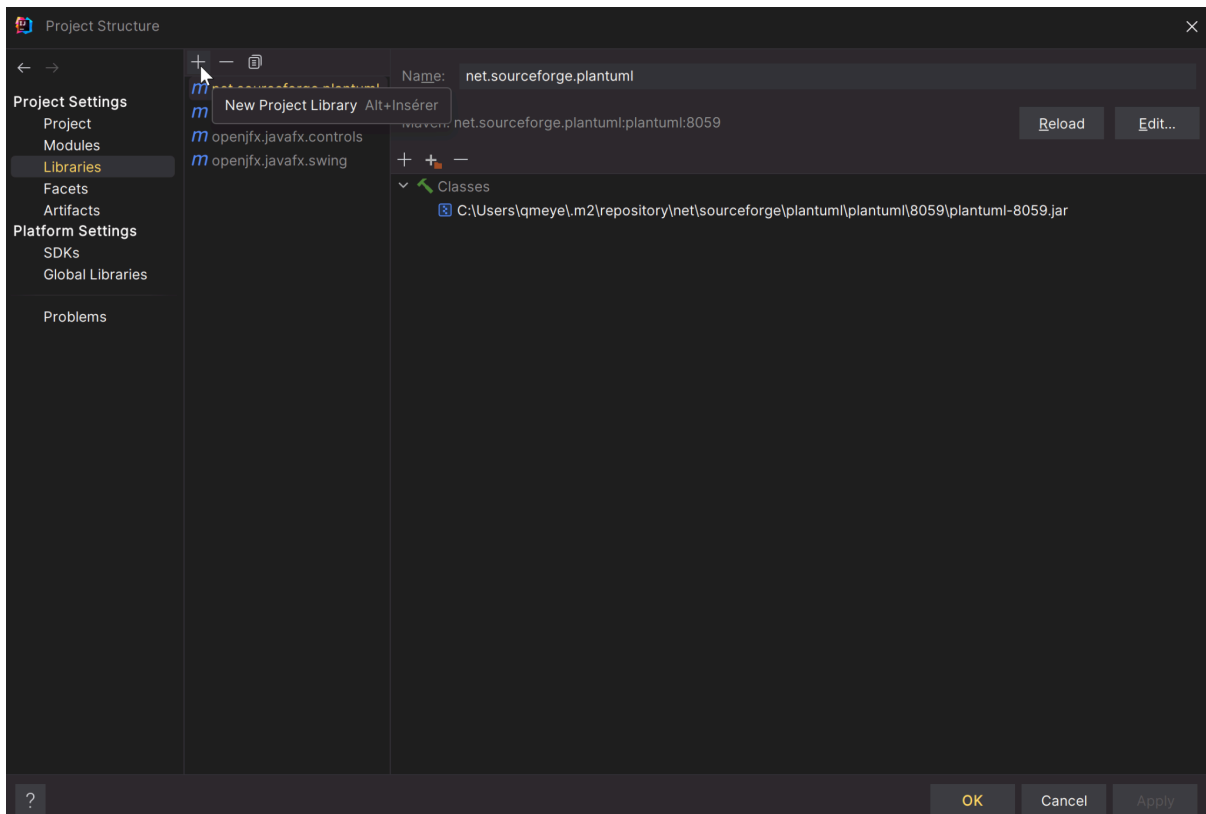 Project Structure
Project Settings
Project
Modules
Libraries
Facets
Artifacts
Platform Settings
SDKs
Global Libraries
Problems
New Project Library Alt+Insérer
openjfx.javafx.controls
openjfx.javafx.swing
Name: net.sourceforge.plantuml
Maven: net.sourceforge.plantuml:plantuml:8059
Reload
Edit...
Classes
C:\Users\qmeye\.m2\repository\net\sourceforge\plantuml\plantuml\8059\plantuml-8059.jar
?
OK
Cancel
Apply